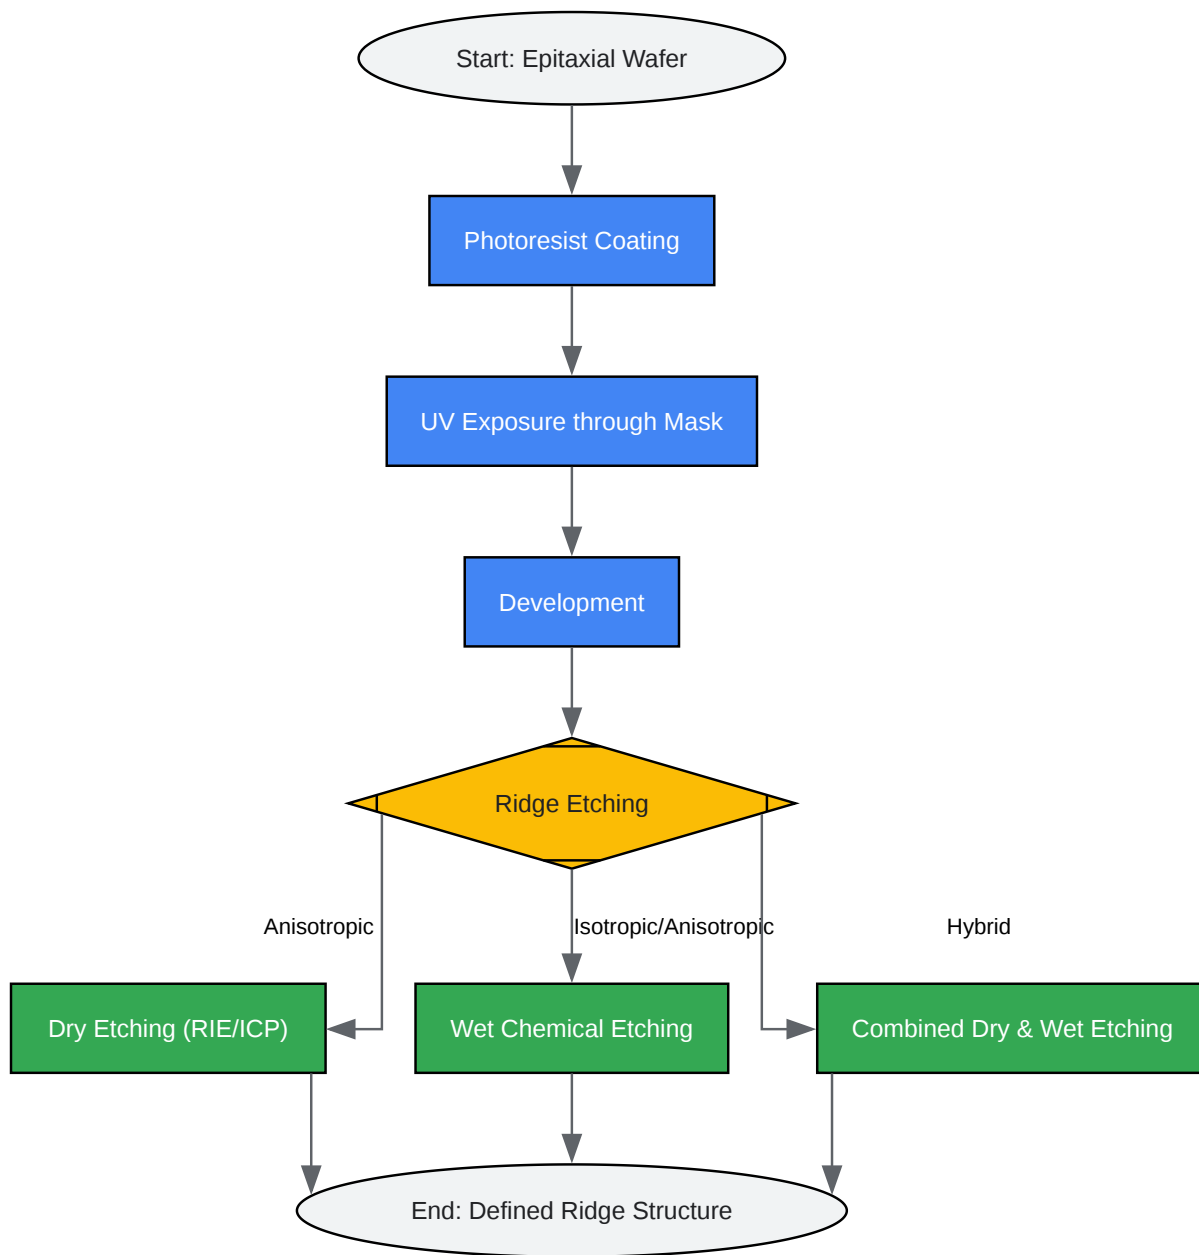 Start: Epitaxial Wafer
Photoresist Coating
UV Exposure through Mask
Development
Ridge Etching
Anisotropic
Isotropic/Anisotropic
Hybrid
Dry Etching (RIE/ICP)
Wet Chemical Etching
Combined Dry & Wet Etching
End: Defined Ridge Structure